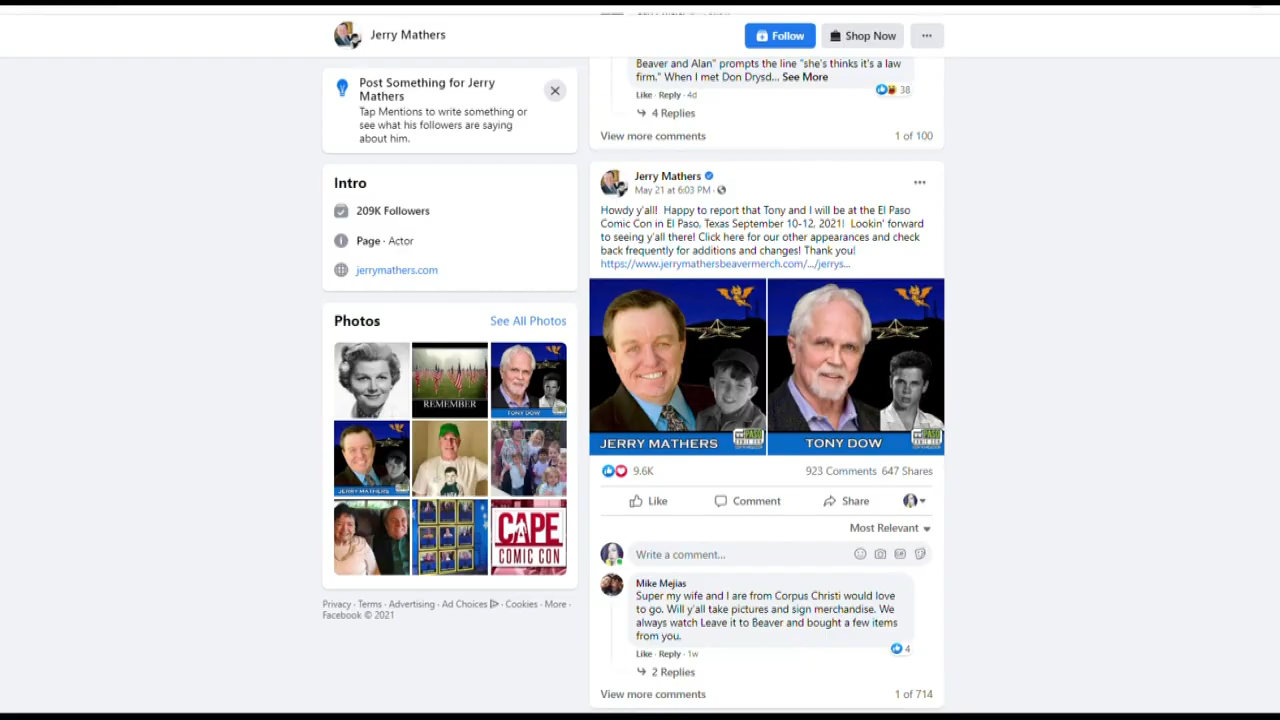 Jerry Mathers
Follow
Shop Now
Post Something for Jerry
Mathers
Tap Mentions to write something or
see what his followers are saying
about him.
Intro
209K Followers
Page · Actor
jerrymathers.com
Photos
See All Photos
REMEMBER
TONY DOW
JERRY MATHERS
CAPE
COMIC CON
Privacy · Terms · Advertising · Ad Choices · Cookies · More ·
Facebook © 2021
Beaver and Alan" prompts the line "she's thinks it's a law
firm." When I met Don Drysd... See More
38
Like · Reply · 4d
4 Replies
View more comments
1 of 100
Jerry Mathers
May 21 at 6:03 PM ·
Howdy y'all! Happy to report that Tony and I will be at the El Paso
Comic Con in El Paso, Texas September 10-12, 2021! Lookin' forward
to seeing y'all there! Click here for our other appearances and check
back frequently for additions and changes! Thank you!
https://www.jerrymathersbeavermerch.com/.../jerrys...
JERRY MATHERS
TONY DOW
9.6K
923 Comments 647 Shares
Like
Comment
Share
Most Relevant
Write a comment...
Mike Mejias
Super my wife and I are from Corpus Christi would love
to go. Will y'all take pictures and sign merchandise. We
always watch Leave it to Beaver and bought a few items
from you.
4
Like · Reply · 1w
2 Replies
View more comments
1 of 714